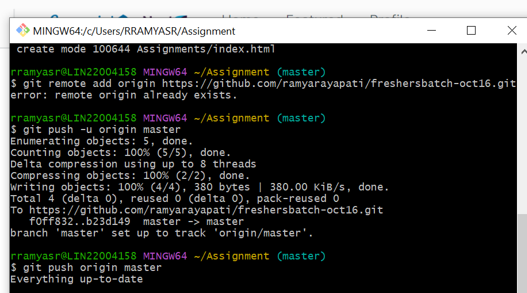 MINGW64:/c/Users/RRAMYASR/Assignment
create mode 100644 Assignments/index.html
rramyasr@LIN22004158 MINGW64 ~/Assignment (master)
$ git remote add origin https://github.com/ramyarayapati/freshersbatch-oct16.git
error: remote origin already exists.
rramyasr@LIN22004158 MINGW64 ~/Assignment (master)
$ git push -u origin master
Enumerating objects: 5, done.
Counting objects: 100% (5/5), done.
Delta compression using up to 8 threads
Compressing objects: 100% (2/2), done.
Writing objects: 100% (4/4), 380 bytes | 380.00 KiB/s, done.
Total 4 (delta 0), reused 0 (delta 0), pack-reused 0
To https://github.com/ramyarayapati/freshersbatch-oct16.git
f0ff832..b23d149  master -> master
branch 'master' set up to track 'origin/master'.
rramyasr@LIN22004158 MINGW64 ~/Assignment (master)
$ git push origin master
Everything up-to-date